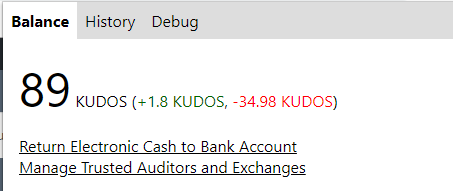 Balance History Debug
89 KUDOS (+1.8 KUDOS, -34.98 KUDOS)
Return Electronic Cash to Bank Account
Manage Trusted Auditors and Exchanges